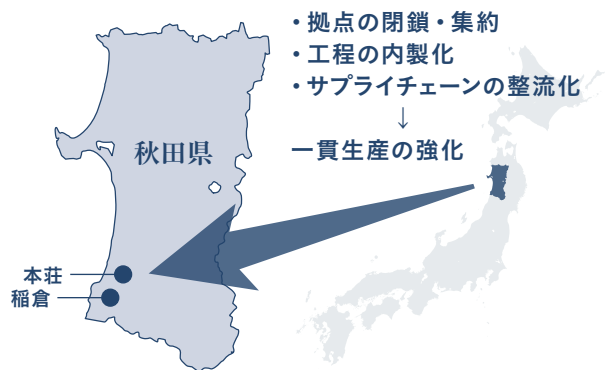 ・拠点の閉鎖・集約
・工程の内製化
・サプライチェーンの整流化
↓
一貫生産の強化
秋田県
本荘
稲倉